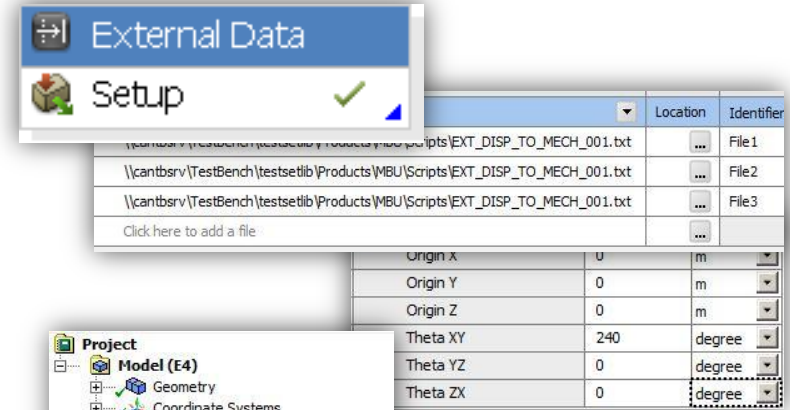 External Data
Setup
Location Identifier
\\cantbsrv\TestBench\testsetlib\Products\MBU\Scripts\EXT_DISP_TO_MECH_001.txt ... File1
\\cantbsrv\TestBench\testsetlib\Products\MBU\Scripts\EXT_DISP_TO_MECH_001.txt ... File2
\\cantbsrv\TestBench\testsetlib\Products\MBU\Scripts\EXT_DISP_TO_MECH_001.txt ... File3
Click here to add a file ...
Origin X 0 m
Origin Y 0 m
Origin Z 0 m
Theta XY 240 degree
Theta YZ 0 degree
Theta ZX 0 degree
Project
Model (E4)
Geometry
Coordinate Systems